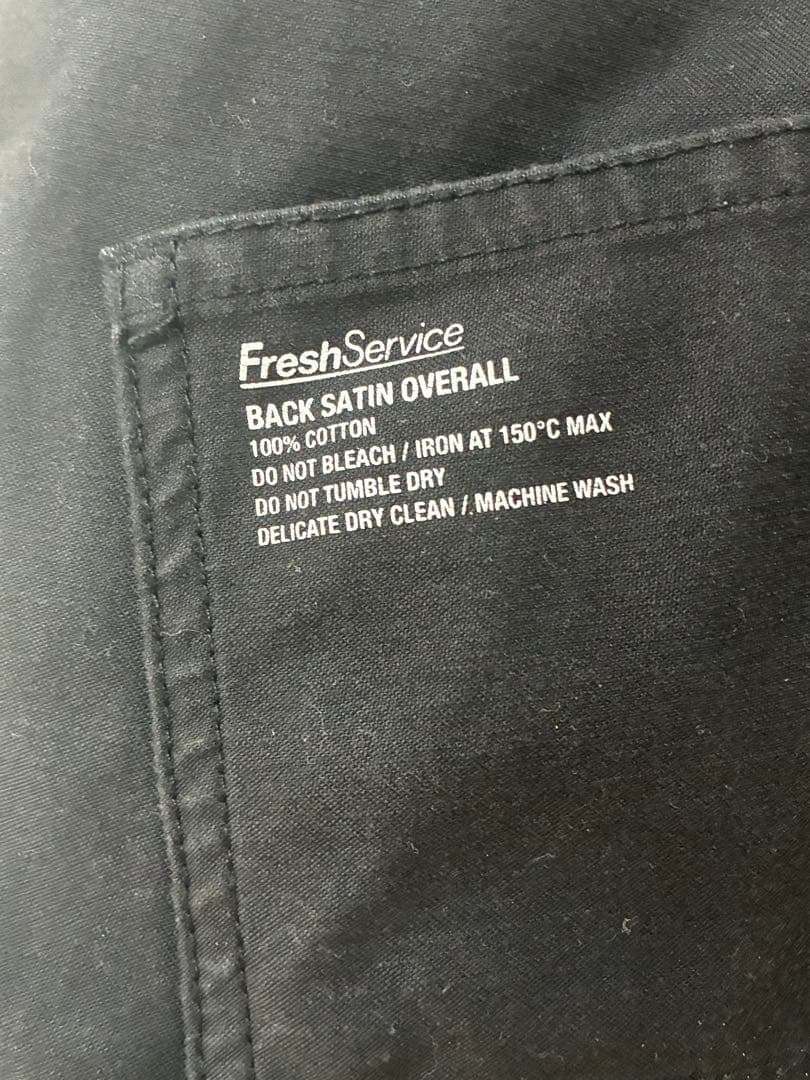 FreshService
BACK SATIN OVERALL
100% COTTON
DO NOT BLEACH / IRON AT 150°C MAX
DO NOT TUMBLE DRY
DELICATE DRY CLEAN / MACHINE WASH